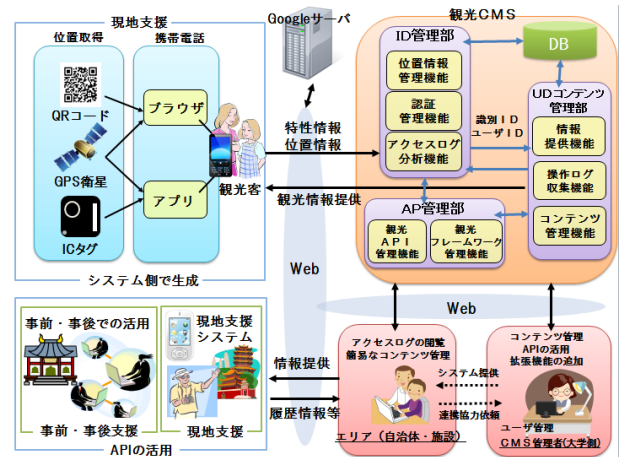 現地支援
位置取得
携帯電話
QRコード
GPS衛星
ICタグ
ブラウザ
アプリ
観光客
システム側で生成
Googleサーバ
特性情報
位置情報
観光情報提供
Web
観光CMS
ID管理部
位置情報
管理機能
認証
管理機能
アクセスログ
分析機能
DB
識別ID
ユーザID
UDコンテンツ
管理部
情報
提供機能
操作ログ
収集機能
コンテンツ
管理機能
AP管理部
観光
API
管理機能
観光
フレームワーク
管理機能
Web
事前・事後での活用
事前・事後支援
現地支援
システム
現地支援
APIの活用
情報提供
履歴情報等
アクセスログの閲覧
簡易なコンテンツ管理
エリア（自治体・施設）
システム提供
連携協力依頼
コンテンツ管理
APIの活用
拡張機能の追加
ユーザ管理
CMS管理者(大学側)